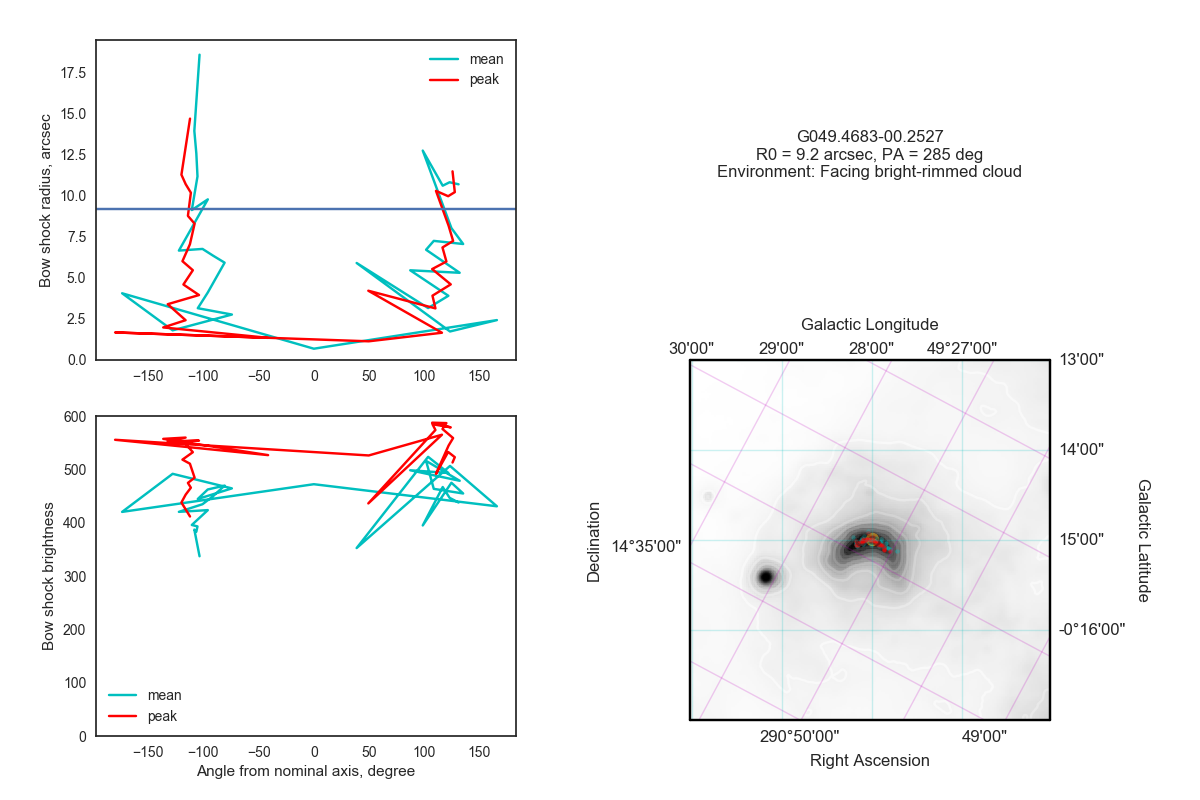 17.5
15.0
12.5
10.0
7.5
5.0
2.5
0.0
Bow shock radius, arcsec
mean
peak
−150
−100
−50
0
50
100
150
600
500
400
300
200
100
0
Bow shock brightness
mean
peak
−150
−100
−50
0
50
100
150
Angle from nominal axis, degree
G049.4683-00.2527
R0 = 9.2 arcsec, PA = 285 deg
Environment: Facing bright-rimmed cloud
Galactic Longitude
30'00"
29'00"
28'00"
49°27'00"
13'00"
14'00"
15'00"
-0°16'00"
Galactic Latitude
Declination
14°35'00"
290°50'00"
49'00"
Right Ascension